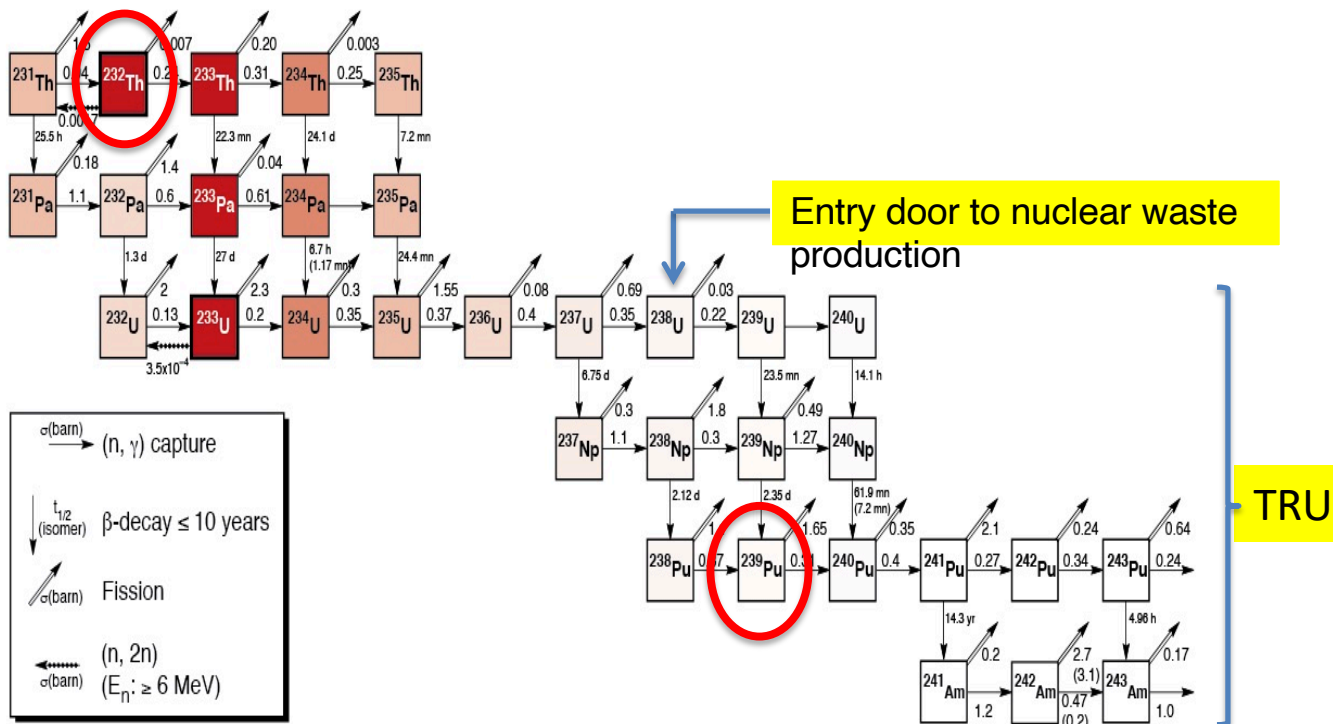 1.6 0.007 0.20 0.003
231Th 0.04 232Th 0.24 233Th 0.31 234Th 0.25 235Th
25.5 h 22.3 mn 24.1 d 7.2 mn
0.18 1.4 0.04
231Pa 1.1 232Pa 0.6 233Pa 0.61 234Pa 235Pa
Entry door to nuclear waste
production
1.3 d 27 d 6.7 h 24.4 mn
(1.17 mn)
2 2.3 0.3 1.55 0.08 0.69 0.03
232U 0.13 233U 0.2 234U 0.35 235U 0.37 236U 0.4 237U 0.35 238U 0.22 239U 240U
3.5x10⁻⁴
6.75 d 23.5 mn 14.1 h
0.3 1.8 0.49
237Np 1.1 238Np 0.3 239Np 1.27 240Np
2.12 d 2.35 d 61.9 mn
(7.2 mn)
TRU
1.65 0.35 2.1 0.24 0.64
238Pu 239Pu 240Pu 0.4 241Pu 0.27 242Pu 0.34 243Pu 0.24
14.3 yr 4.96 h
0.2 2.7 0.17
(3.1)
241Am 1.2 242Am 0.47 243Am 1.0
(0.2)
σ(barn) (n, γ) capture
t1/2
(isomer) β-decay ≤ 10 years
σ(barn) Fission
(n, 2n)
σ(barn) (En: ≥ 6 MeV)